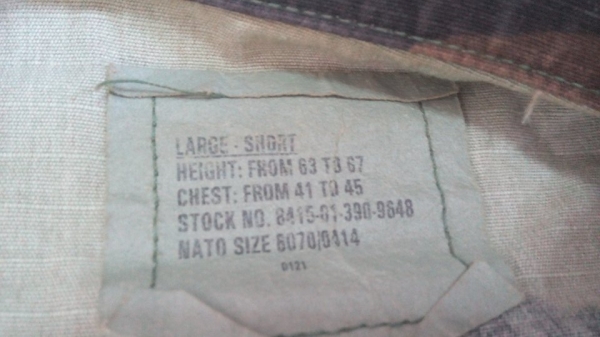 LARGE - SHORT
HEIGHT: FROM 63 TO 67
CHEST: FROM 41 TO 45
STOCK NO. 8415-01-390-9648
NATO SIZE 6070/0414
0121